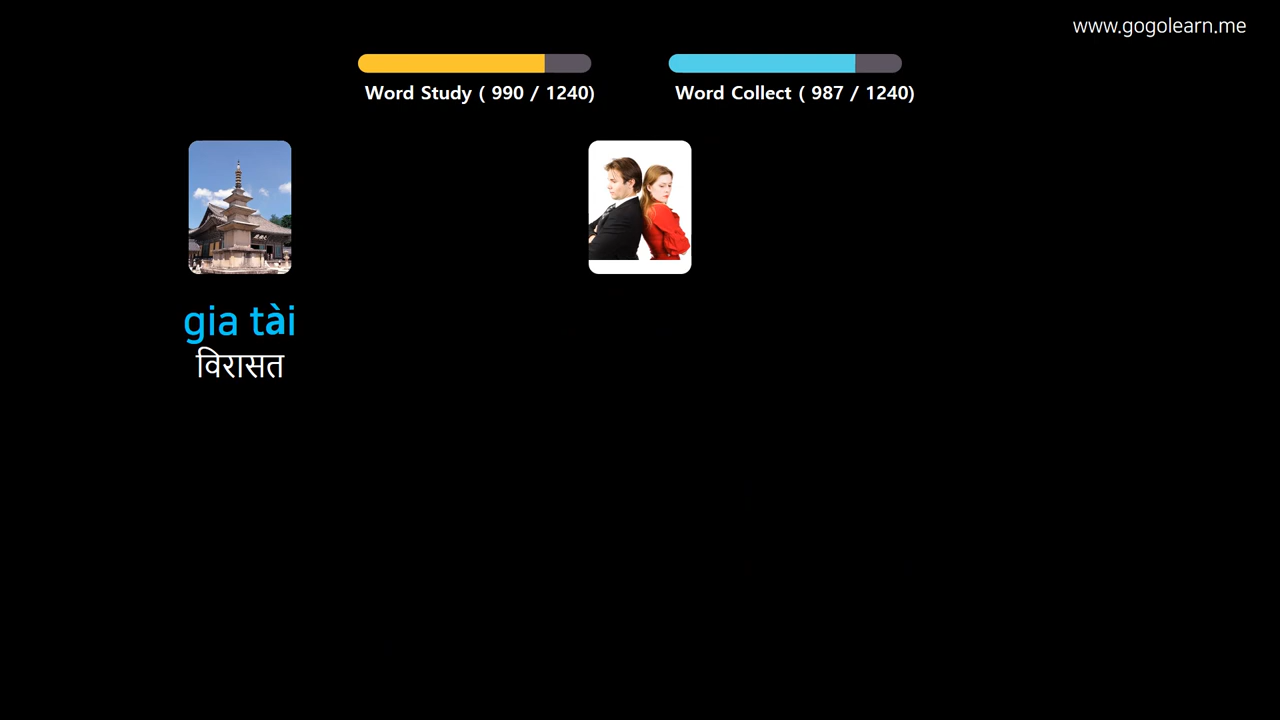 www.gogolearn.me
Word Study ( 990 / 1240)
Word Collect ( 987 / 1240)
gia tài
विरासत